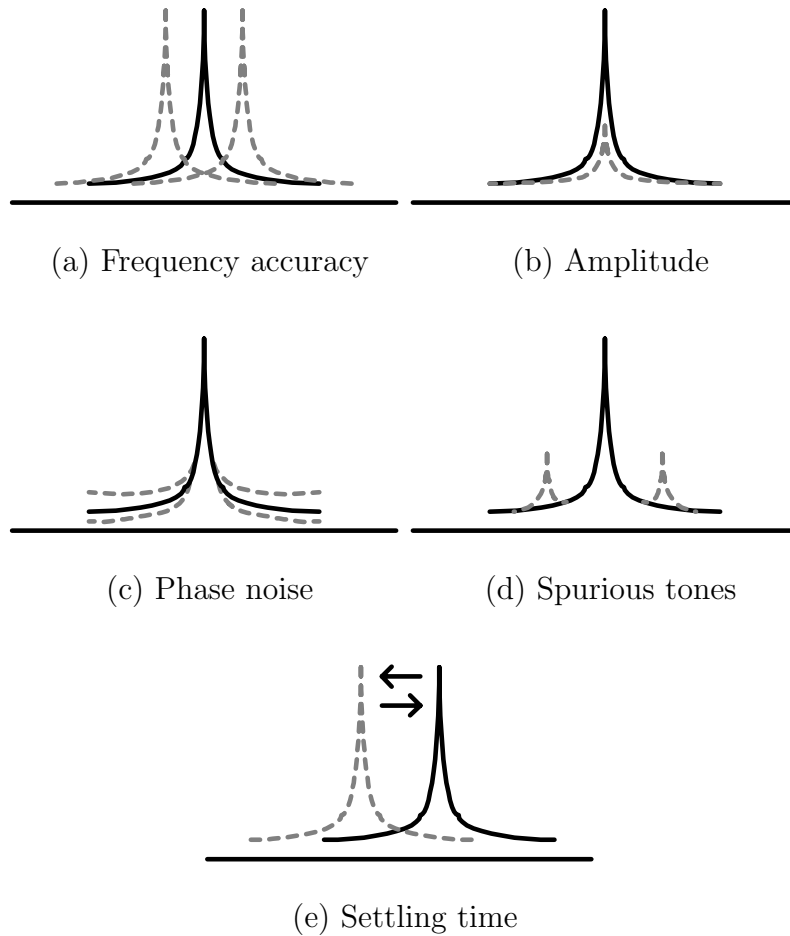 (a) Frequency accuracy
(b) Amplitude
(c) Phase noise
(d) Spurious tones
(e) Settling time